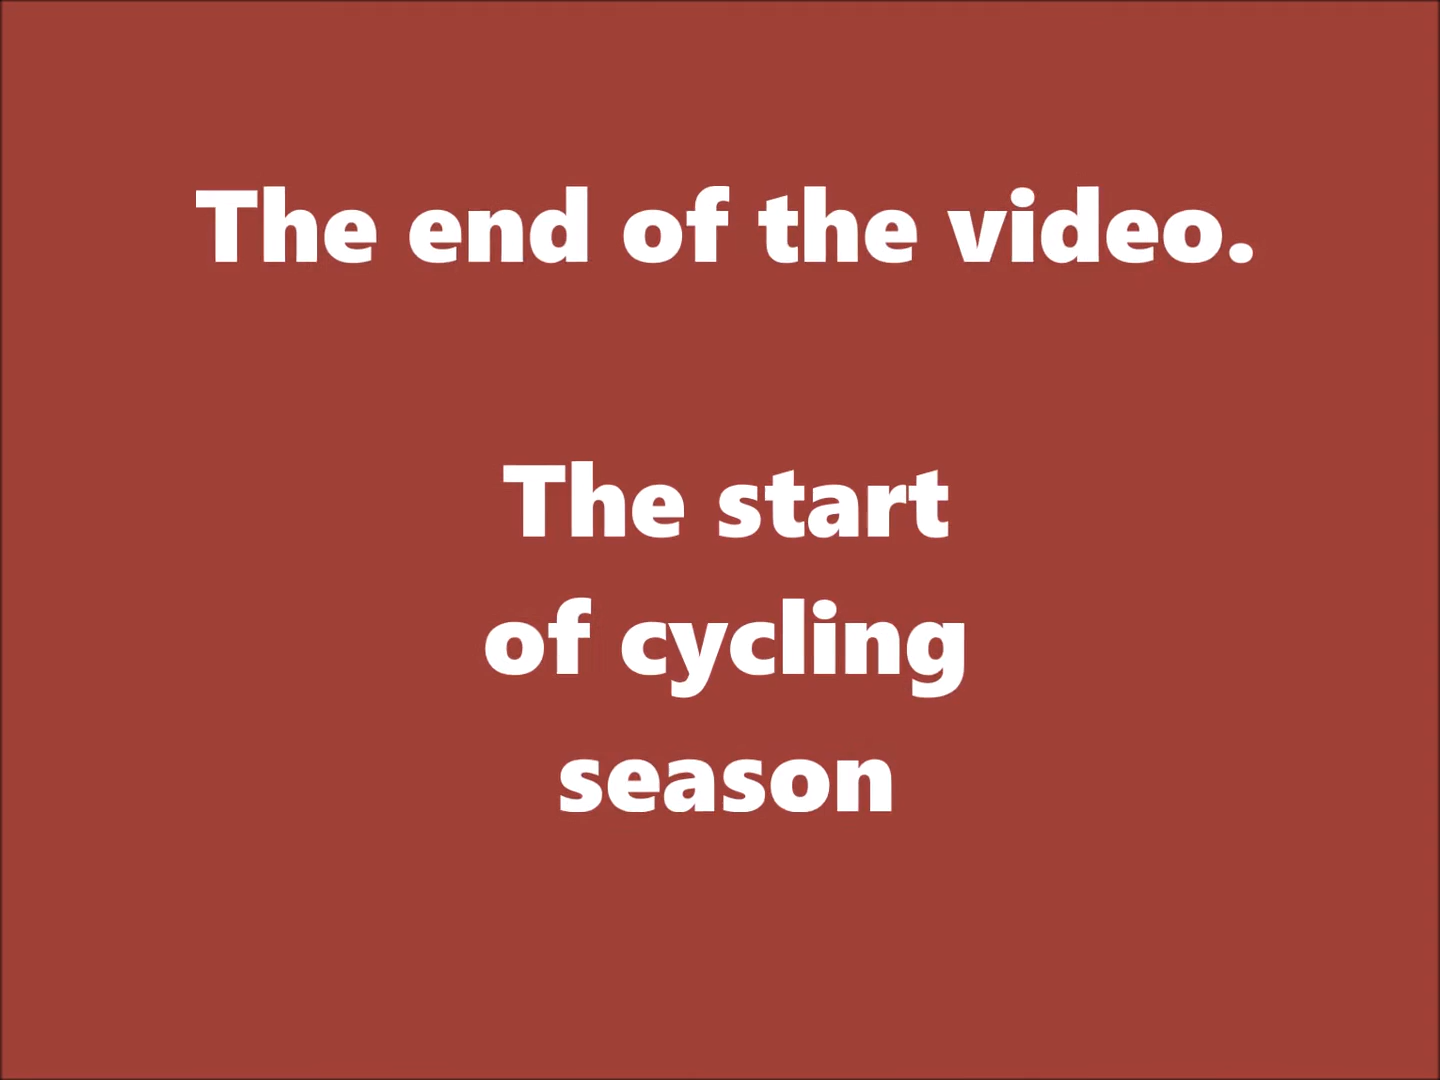 The end of the video.
The start
of cycling
season